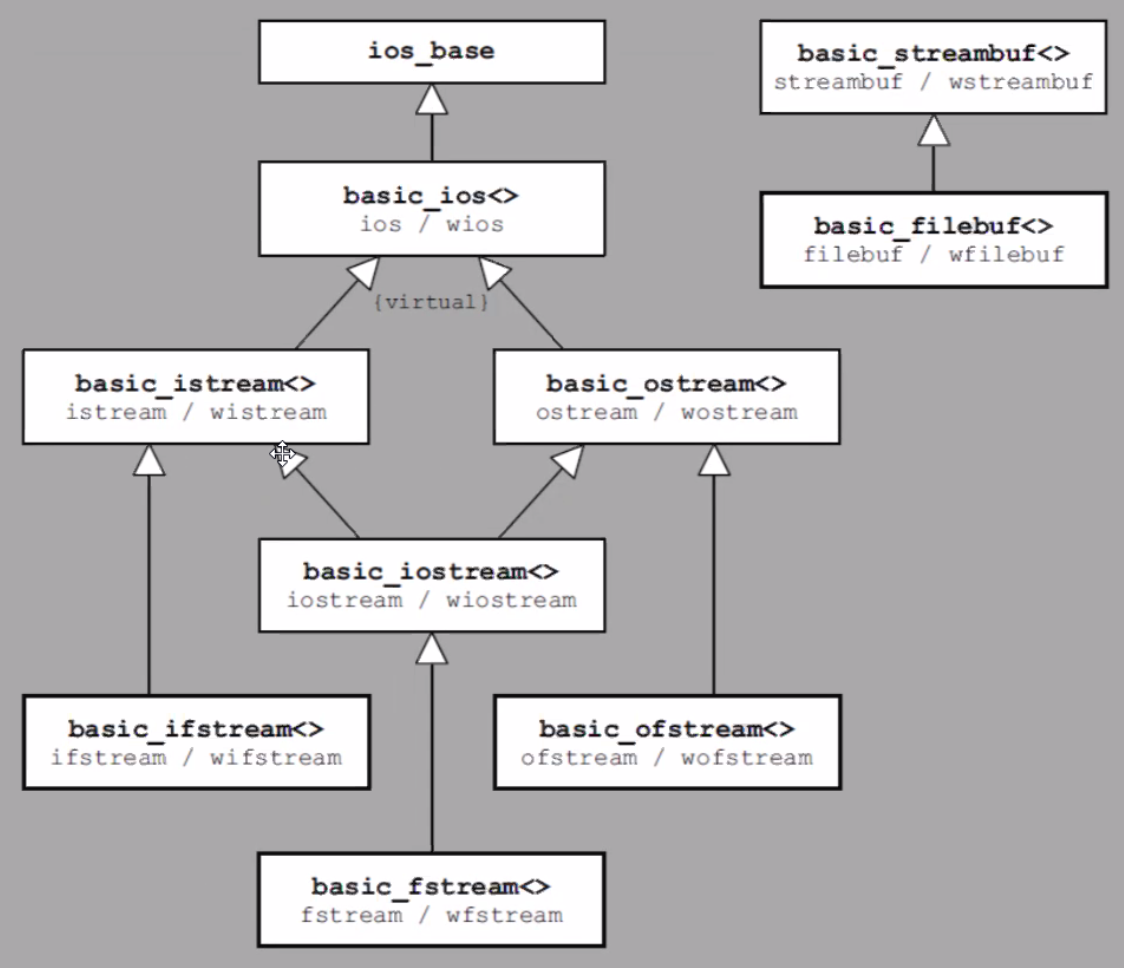 ios_base
basic_streambuf<>
streambuf / wstreambuf
basic_ios<>
ios / wios
basic_filebuf<>
filebuf / wfilebuf
{virtual}
basic_istream<>
istream / wistream
basic_ostream<>
ostream / wostream
basic_iostream<>
iostream / wiostream
basic_ifstream<>
ifstream / wifstream
basic_ofstream<>
ofstream / wofstream
basic_fstream<>
fstream / wfstream